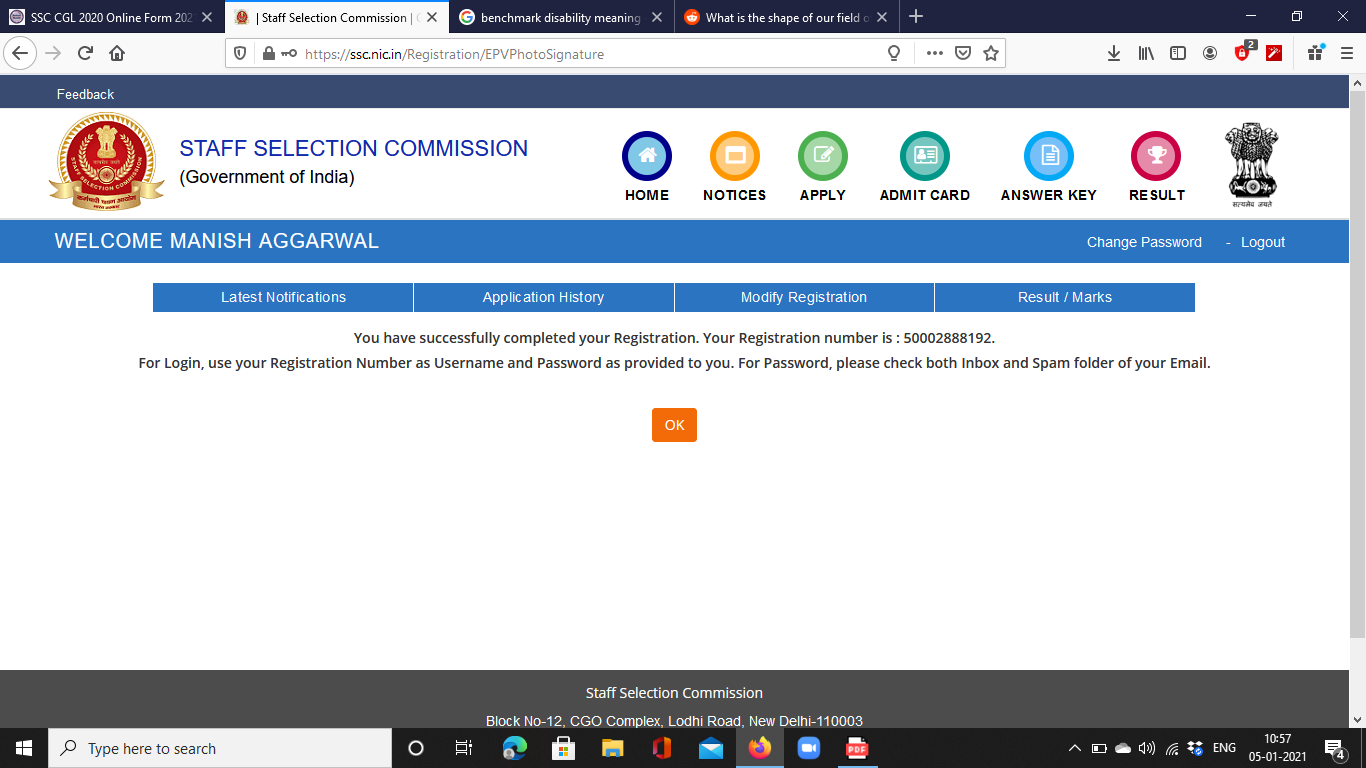 SSC CGL 2020 Online Form 202
| Staff Selection Commission |
benchmark disability meaning
What is the shape of our field o
https://ssc.nic.in/Registration/EPVPhotoSignature
2
Feedback
STAFF SELECTION COMMISSION
(Government of India)
HOME
NOTICES
APPLY
ADMIT CARD
ANSWER KEY
RESULT
सत्यमेव जयते
WELCOME MANISH AGGARWAL
Change Password - Logout
Latest Notifications
Application History
Modify Registration
Result / Marks
You have successfully completed your Registration. Your Registration number is : 50002888192.
For Login, use your Registration Number as Username and Password as provided to you. For Password, please check both Inbox and Spam folder of your Email.
OK
Staff Selection Commission
Block No-12, CGO Complex, Lodhi Road, New Delhi-110003
Type here to search
PDF
ENG
10:57
05-01-2021
4